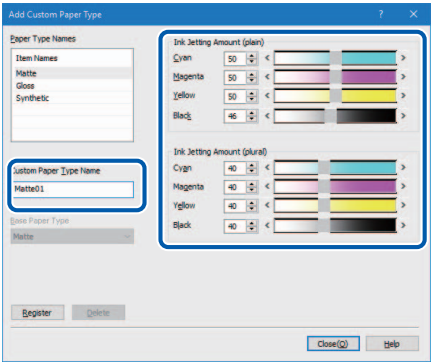 Add Custom Paper Type
Paper Type Names
Item Names
Matte
Gloss
Synthetic
Custom Paper Type Name
Matte01
Base Paper Type
Matte
Register
Delete
Ink Jetting Amount (plain)
Cyan 50
Magenta 50
Yellow 50
Black 46
Ink Jetting Amount (plural)
Cyan 40
Magenta 40
Yellow 40
Black 40
Close(O)
Help